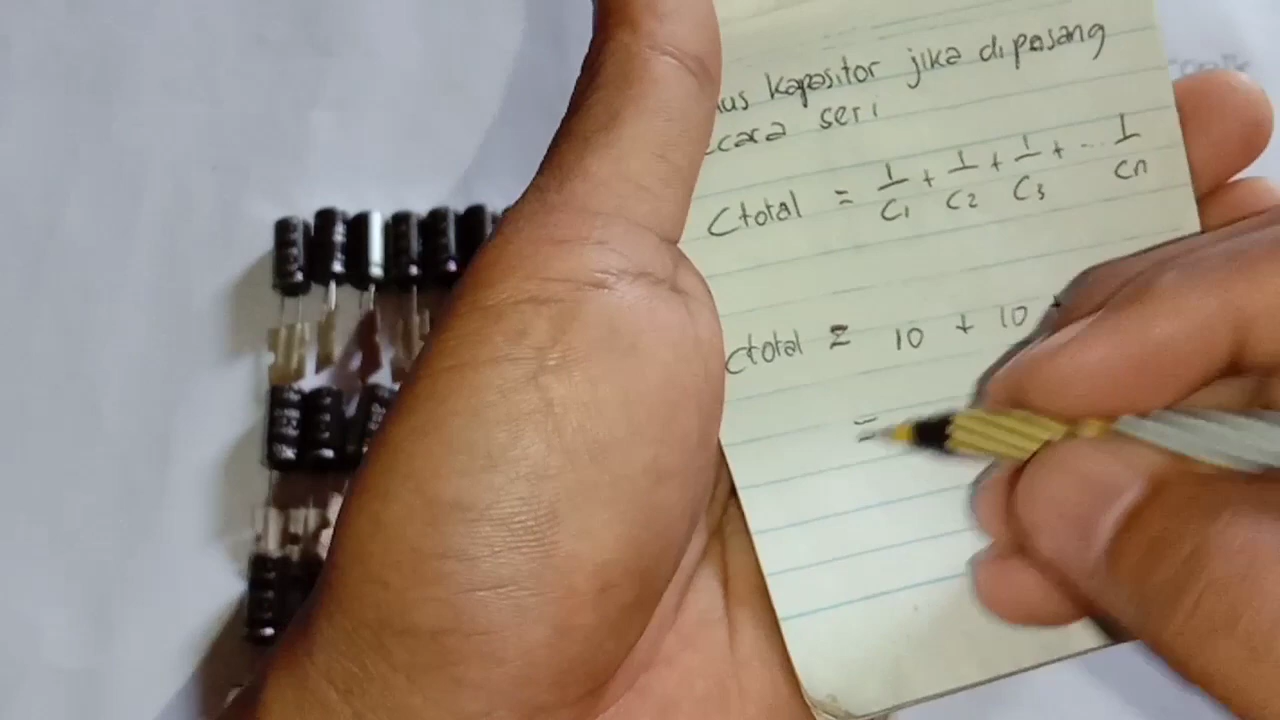 kapasitor jika dipasang
seri
Ctotal = 1/C1 + 1/C2 + 1/C3 + ... 1/Cn
Ctotal = 10 + 10
=